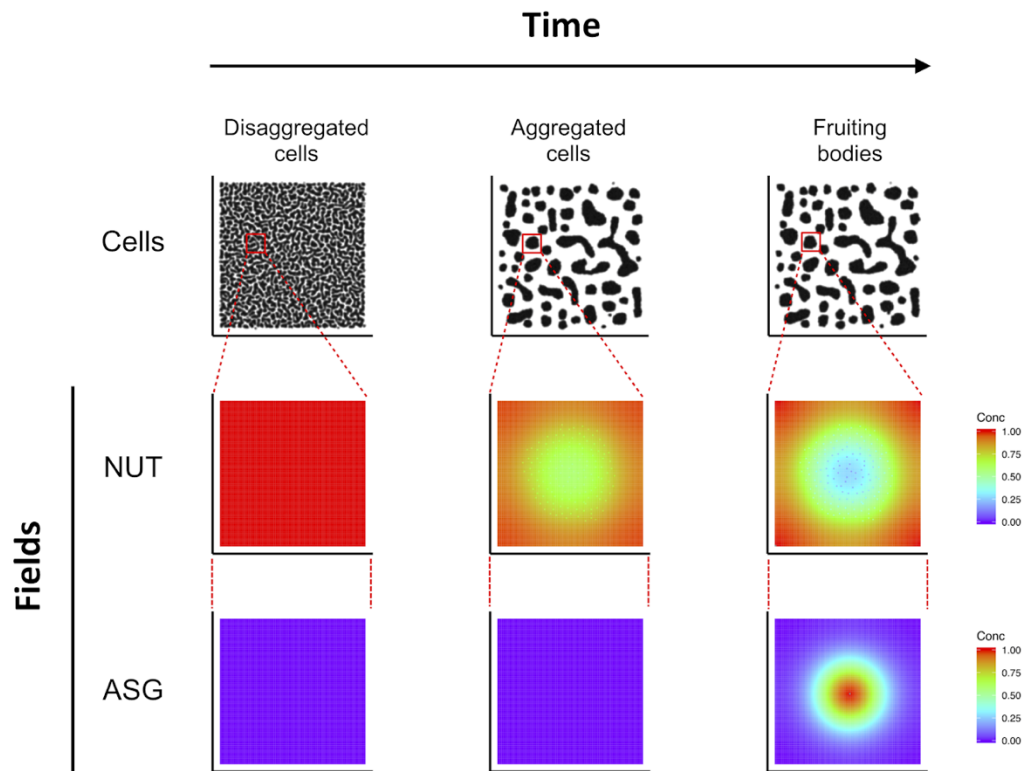 Time
Disaggregated
cells
Aggregated
cells
Fruiting
bodies
Cells
Fields
NUT
Conc
1.00
0.75
0.50
0.25
0.00
ASG
Conc
1.00
0.75
0.50
0.25
0.00